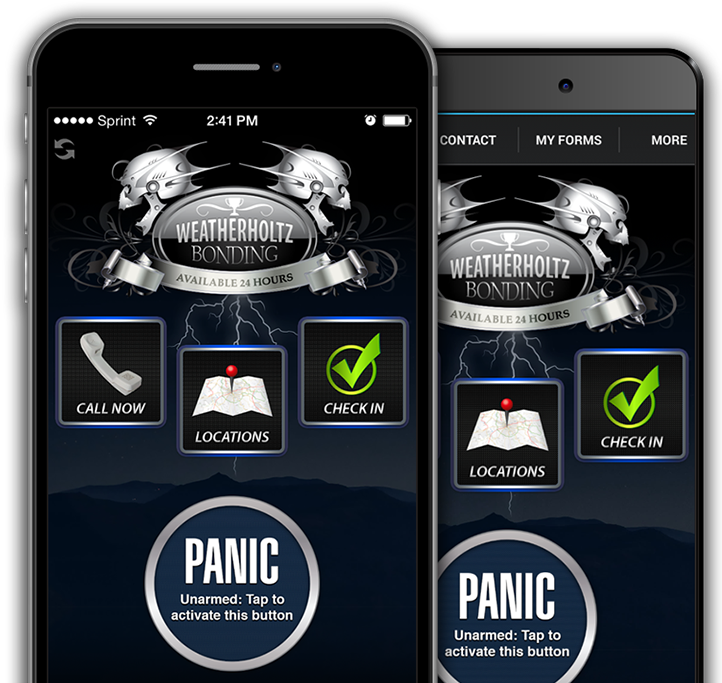 Sprint 2:41 PM
WEATHERHOLTZ
BONDING
AVAILABLE 24 HOURS
CALL NOW
LOCATIONS
CHECK IN
PANIC
Unarmed: Tap to
activate this button
CONTACT MY FORMS MORE
WEATHERHOLTZ
BONDING
AVAILABLE 24 HOURS
LOCATIONS
CHECK IN
PANIC
Unarmed: Tap to
activate this button